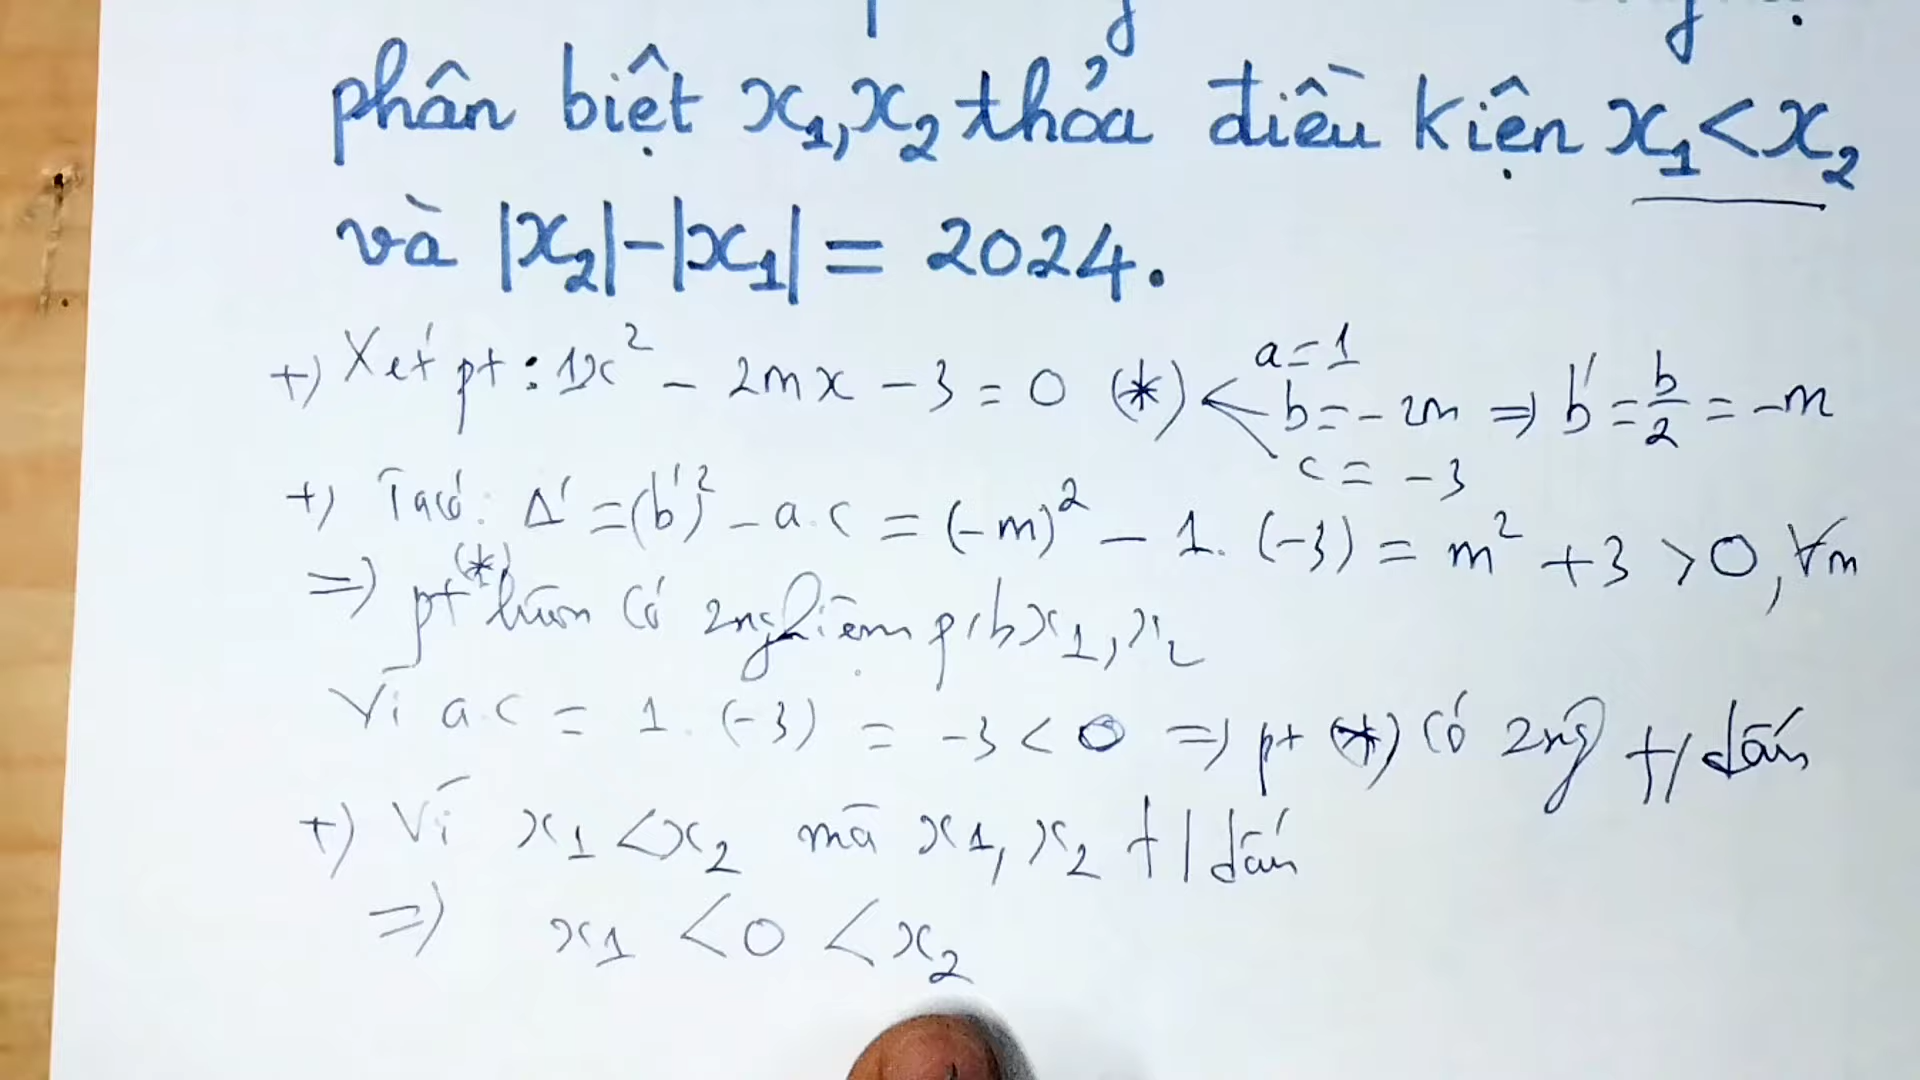 phân biệt x₁,x₂ thỏa điều kiện x₁<x₂
và |x₂|-|x₁| = 2024.
+) Xét pt : 1x² - 2mx - 3 = 0 (*)
a = 1
b = - 2m => b' = b/2 = -m
c = -3
+) Ta có: Δ' = (b')² - a.c = (-m)² - 1. (-3) = m² + 3 > 0, ∀m
=> pt (*) luôn có 2 nghiệm p/b x₁, x₂
Vì a.c = 1. (-3) = -3 < 0 => pt (*) có 2 ng t/dấu
+) Vì x₁ < x₂ mà x₁, x₂ t/dấu
=> x₁ < 0 < x₂